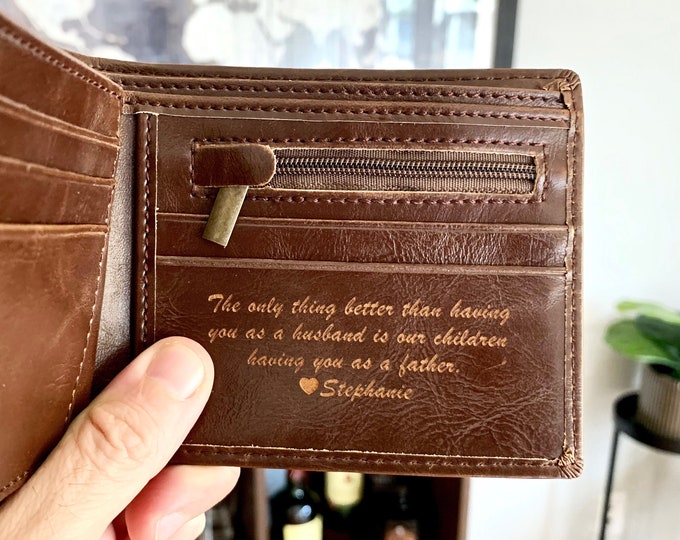 The only thing better than having
you as a husband is our children
having you as a father.
♥Stephanie